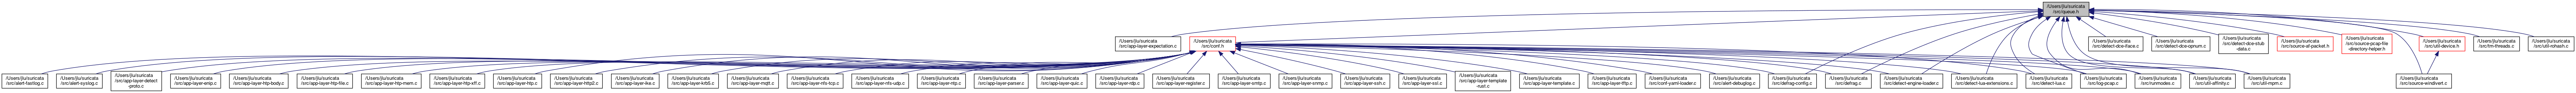 /Users/jlu/suricata
/src/queue.h
/Users/jlu/suricata
/src/app-layer-expectation.c
/Users/jlu/suricata
/src/conf.h
/Users/jlu/suricata
/src/detect-dce-iface.c
/Users/jlu/suricata
/src/detect-dce-opnum.c
/Users/jlu/suricata
/src/detect-dce-stub
-data.c
/Users/jlu/suricata
/src/source-af-packet.h
/Users/jlu/suricata
/src/source-pcap-file
-directory-helper.h
/Users/jlu/suricata
/src/util-device.h
/Users/jlu/suricata
/src/tm-threads.c
/Users/jlu/suricata
/src/util-rohash.c
/Users/jlu/suricata
/src/alert-fastlog.c
/Users/jlu/suricata
/src/alert-syslog.c
/Users/jlu/suricata
/src/app-layer-detect
-proto.c
/Users/jlu/suricata
/src/app-layer-enip.c
/Users/jlu/suricata
/src/app-layer-htp-body.c
/Users/jlu/suricata
/src/app-layer-htp-file.c
/Users/jlu/suricata
/src/app-layer-htp-mem.c
/Users/jlu/suricata
/src/app-layer-htp-xff.c
/Users/jlu/suricata
/src/app-layer-htp.c
/Users/jlu/suricata
/src/app-layer-http2.c
/Users/jlu/suricata
/src/app-layer-ike.c
/Users/jlu/suricata
/src/app-layer-krb5.c
/Users/jlu/suricata
/src/app-layer-mqtt.c
/Users/jlu/suricata
/src/app-layer-nfs-tcp.c
/Users/jlu/suricata
/src/app-layer-nfs-udp.c
/Users/jlu/suricata
/src/app-layer-ntp.c
/Users/jlu/suricata
/src/app-layer-parser.c
/Users/jlu/suricata
/src/app-layer-quic.c
/Users/jlu/suricata
/src/app-layer-rdp.c
/Users/jlu/suricata
/src/app-layer-register.c
/Users/jlu/suricata
/src/app-layer-smtp.c
/Users/jlu/suricata
/src/app-layer-snmp.c
/Users/jlu/suricata
/src/app-layer-ssh.c
/Users/jlu/suricata
/src/app-layer-ssl.c
/Users/jlu/suricata
/src/app-layer-template
-rust.c
/Users/jlu/suricata
/src/app-layer-template.c
/Users/jlu/suricata
/src/app-layer-tftp.c
/Users/jlu/suricata
/src/conf-yaml-loader.c
/Users/jlu/suricata
/src/alert-debuglog.c
/Users/jlu/suricata
/src/defrag-config.c
/Users/jlu/suricata
/src/defrag.c
/Users/jlu/suricata
/src/detect-engine-loader.c
/Users/jlu/suricata
/src/detect-lua-extensions.c
/Users/jlu/suricata
/src/detect-lua.c
/Users/jlu/suricata
/src/log-pcap.c
/Users/jlu/suricata
/src/runmodes.c
/Users/jlu/suricata
/src/util-affinity.c
/Users/jlu/suricata
/src/util-mpm.c
/Users/jlu/suricata
/src/source-windivert.c